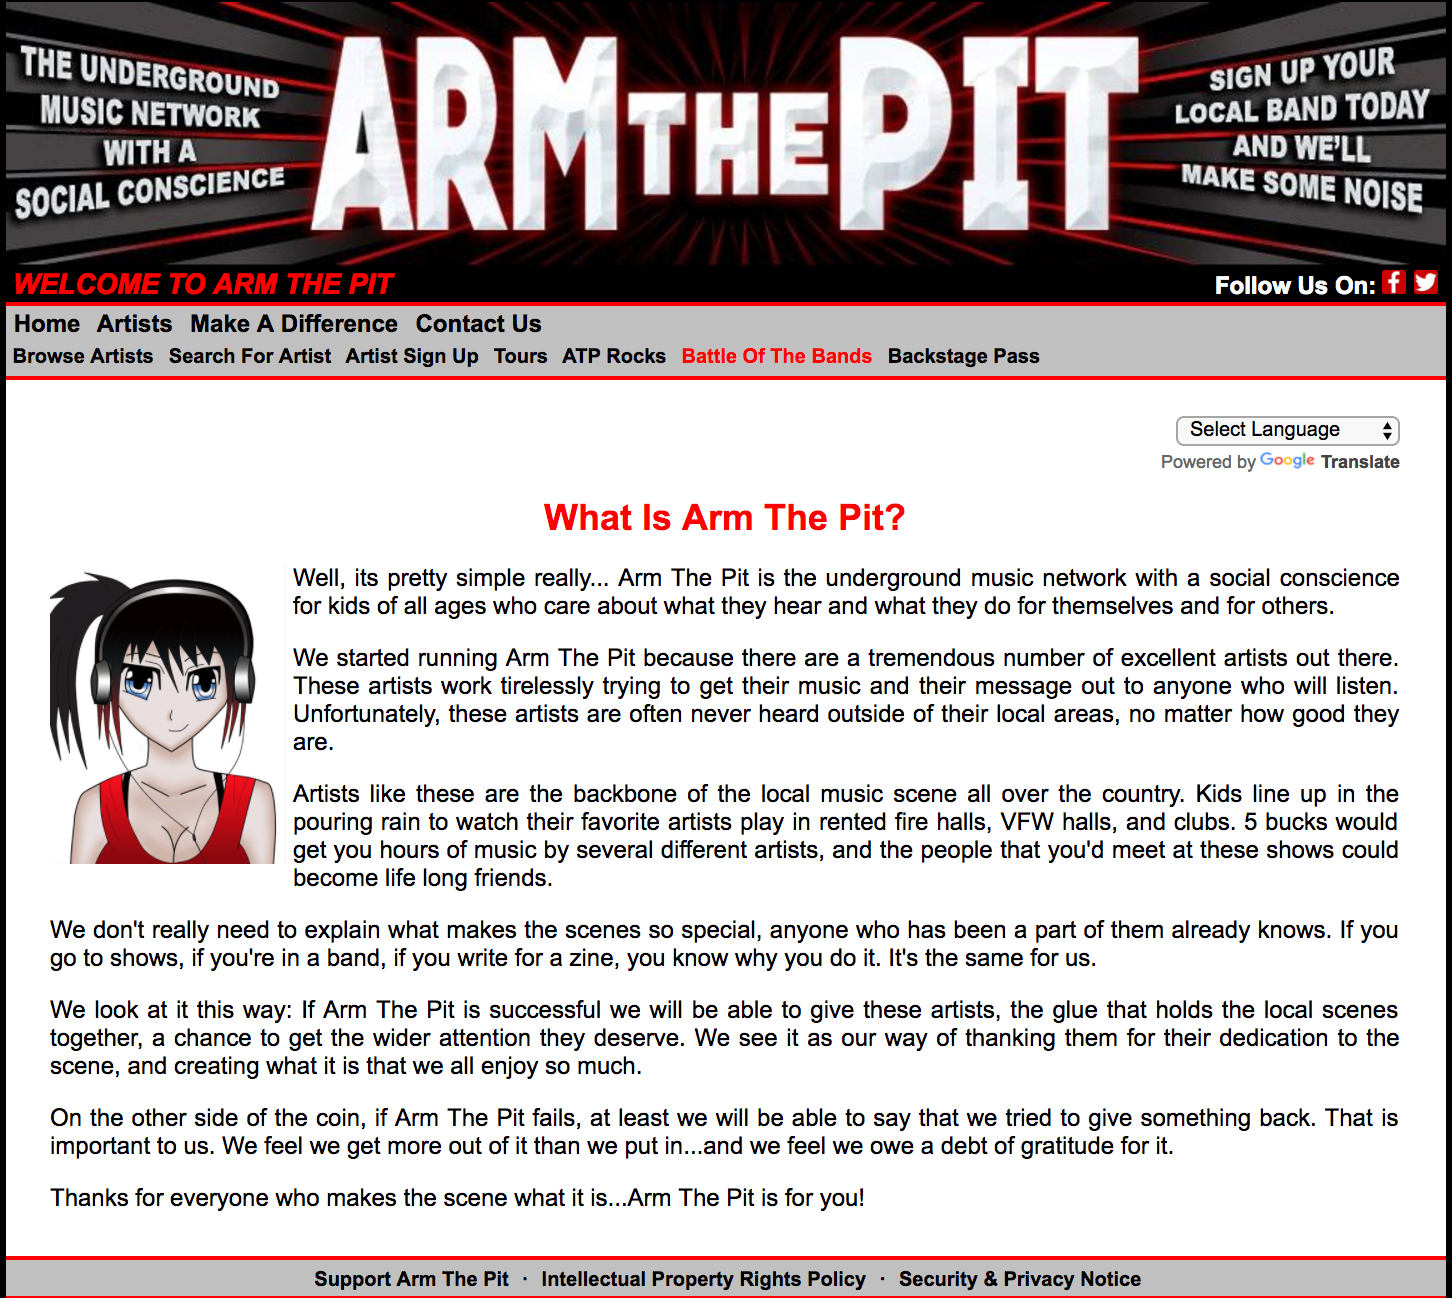 THE UNDERGROUND
MUSIC NETWORK
WITH A
SOCIAL CONSCIENCE
ARM THE PIT
SIGN UP YOUR
LOCAL BAND TODAY
AND WE'LL
MAKE SOME NOISE
WELCOME TO ARM THE PIT
Follow Us On:
Home Artists Make A Difference Contact Us
Browse Artists Search For Artist Artist Sign Up Tours ATP Rocks Battle Of The Bands Backstage Pass
Select Language
Powered by Google Translate
What Is Arm The Pit?
Well, its pretty simple really... Arm The Pit is the underground music network with a social conscience
for kids of all ages who care about what they hear and what they do for themselves and for others.
We started running Arm The Pit because there are a tremendous number of excellent artists out there.
These artists work tirelessly trying to get their music and their message out to anyone who will listen.
Unfortunately, these artists are often never heard outside of their local areas, no matter how good they
are.
Artists like these are the backbone of the local music scene all over the country. Kids line up in the
pouring rain to watch their favorite artists play in rented fire halls, VFW halls, and clubs. 5 bucks would
get you hours of music by several different artists, and the people that you'd meet at these shows could
become life long friends.
We don't really need to explain what makes the scenes so special, anyone who has been a part of them already knows. If you
go to shows, if you're in a band, if you write for a zine, you know why you do it. It's the same for us.
We look at it this way: If Arm The Pit is successful we will be able to give these artists, the glue that holds the local scenes
together, a chance to get the wider attention they deserve. We see it as our way of thanking them for their dedication to the
scene, and creating what it is that we all enjoy so much.
On the other side of the coin, if Arm The Pit fails, at least we will be able to say that we tried to give something back. That is
important to us. We feel we get more out of it than we put in...and we feel we owe a debt of gratitude for it.
Thanks for everyone who makes the scene what it is...Arm The Pit is for you!
Support Arm The Pit · Intellectual Property Rights Policy · Security & Privacy Notice